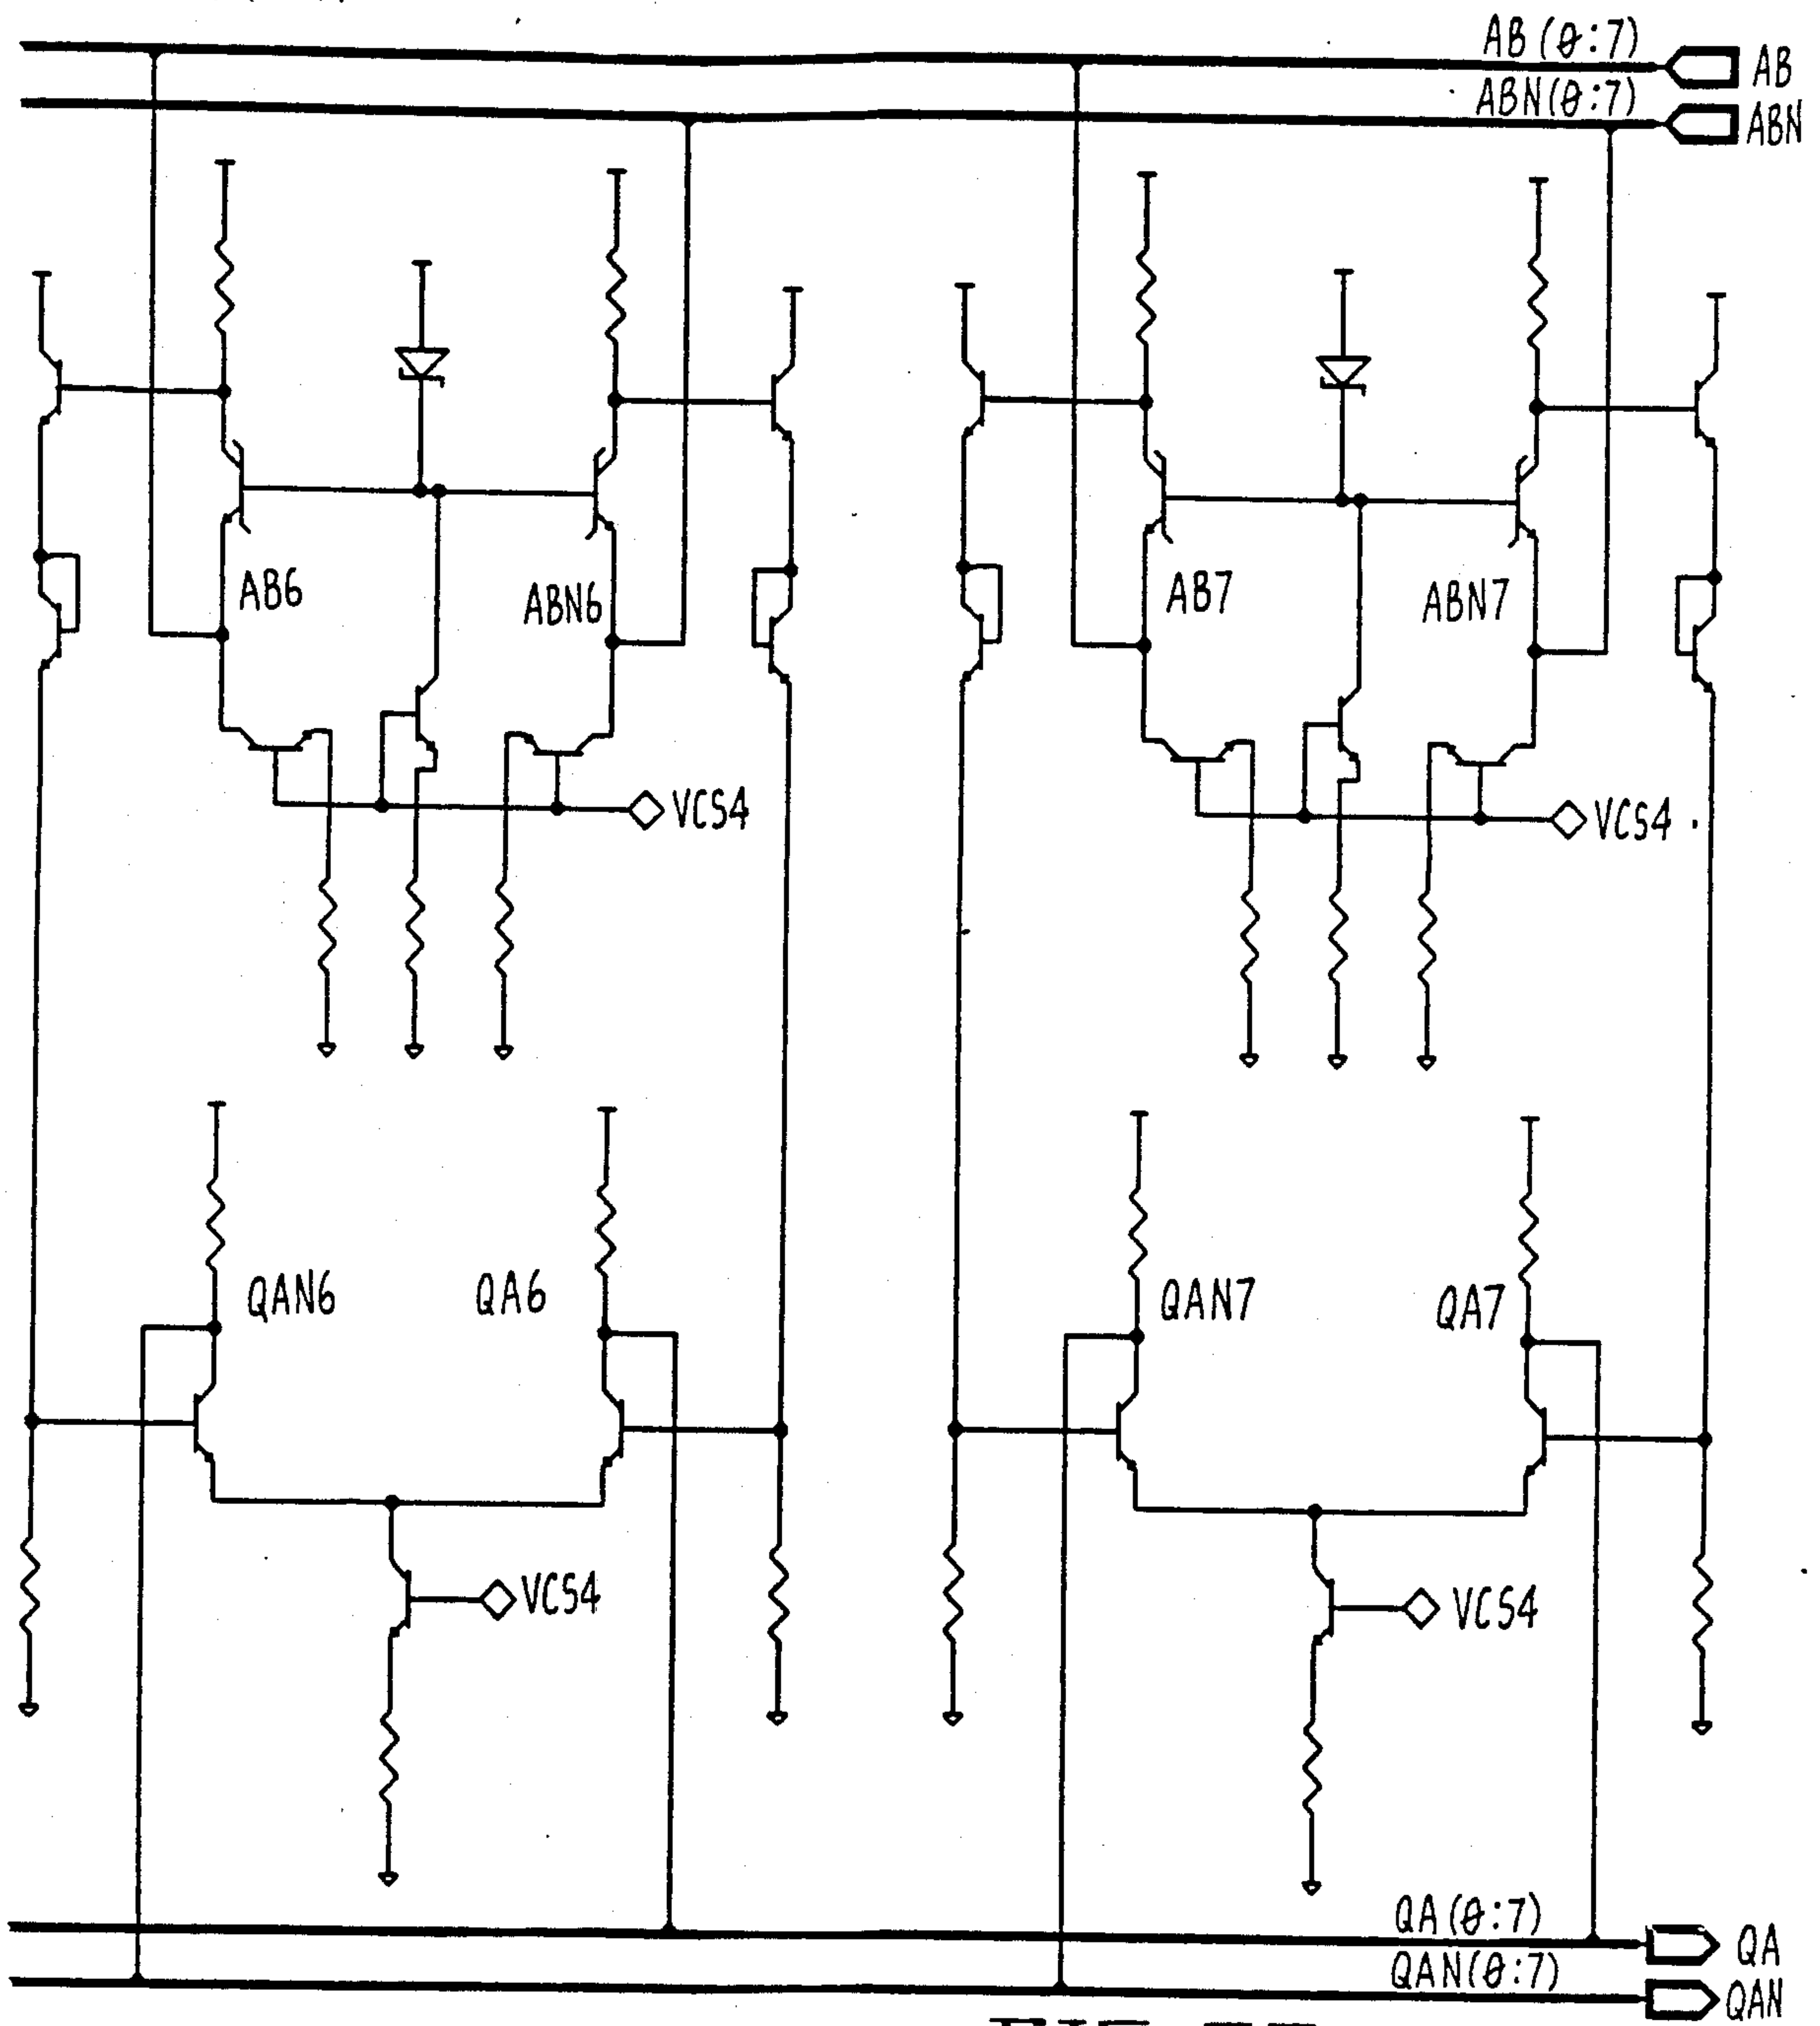 AB(0:7)
AB
ABN(0:7)
ABN
AB6
ABN6
AB7
ABN7
VCS4
VCS4
QAN6
QA6
QAN7
QA7
VCS4
VCS4
QA(0:7)
QA
QAN(0:7)
QAN